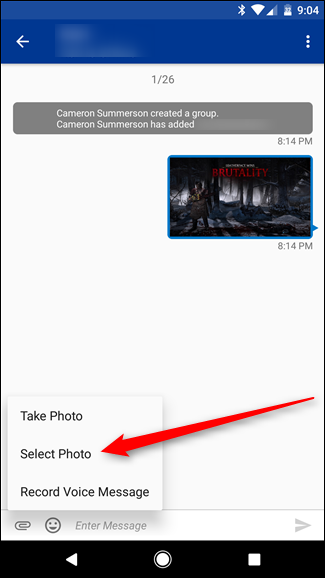 9:04
1/26
Cameron Summerson created a group.
Cameron Summerson has added
8:14 PM
BRUTALITY
8:14 PM
Take Photo
Select Photo
Record Voice Message
Enter Message